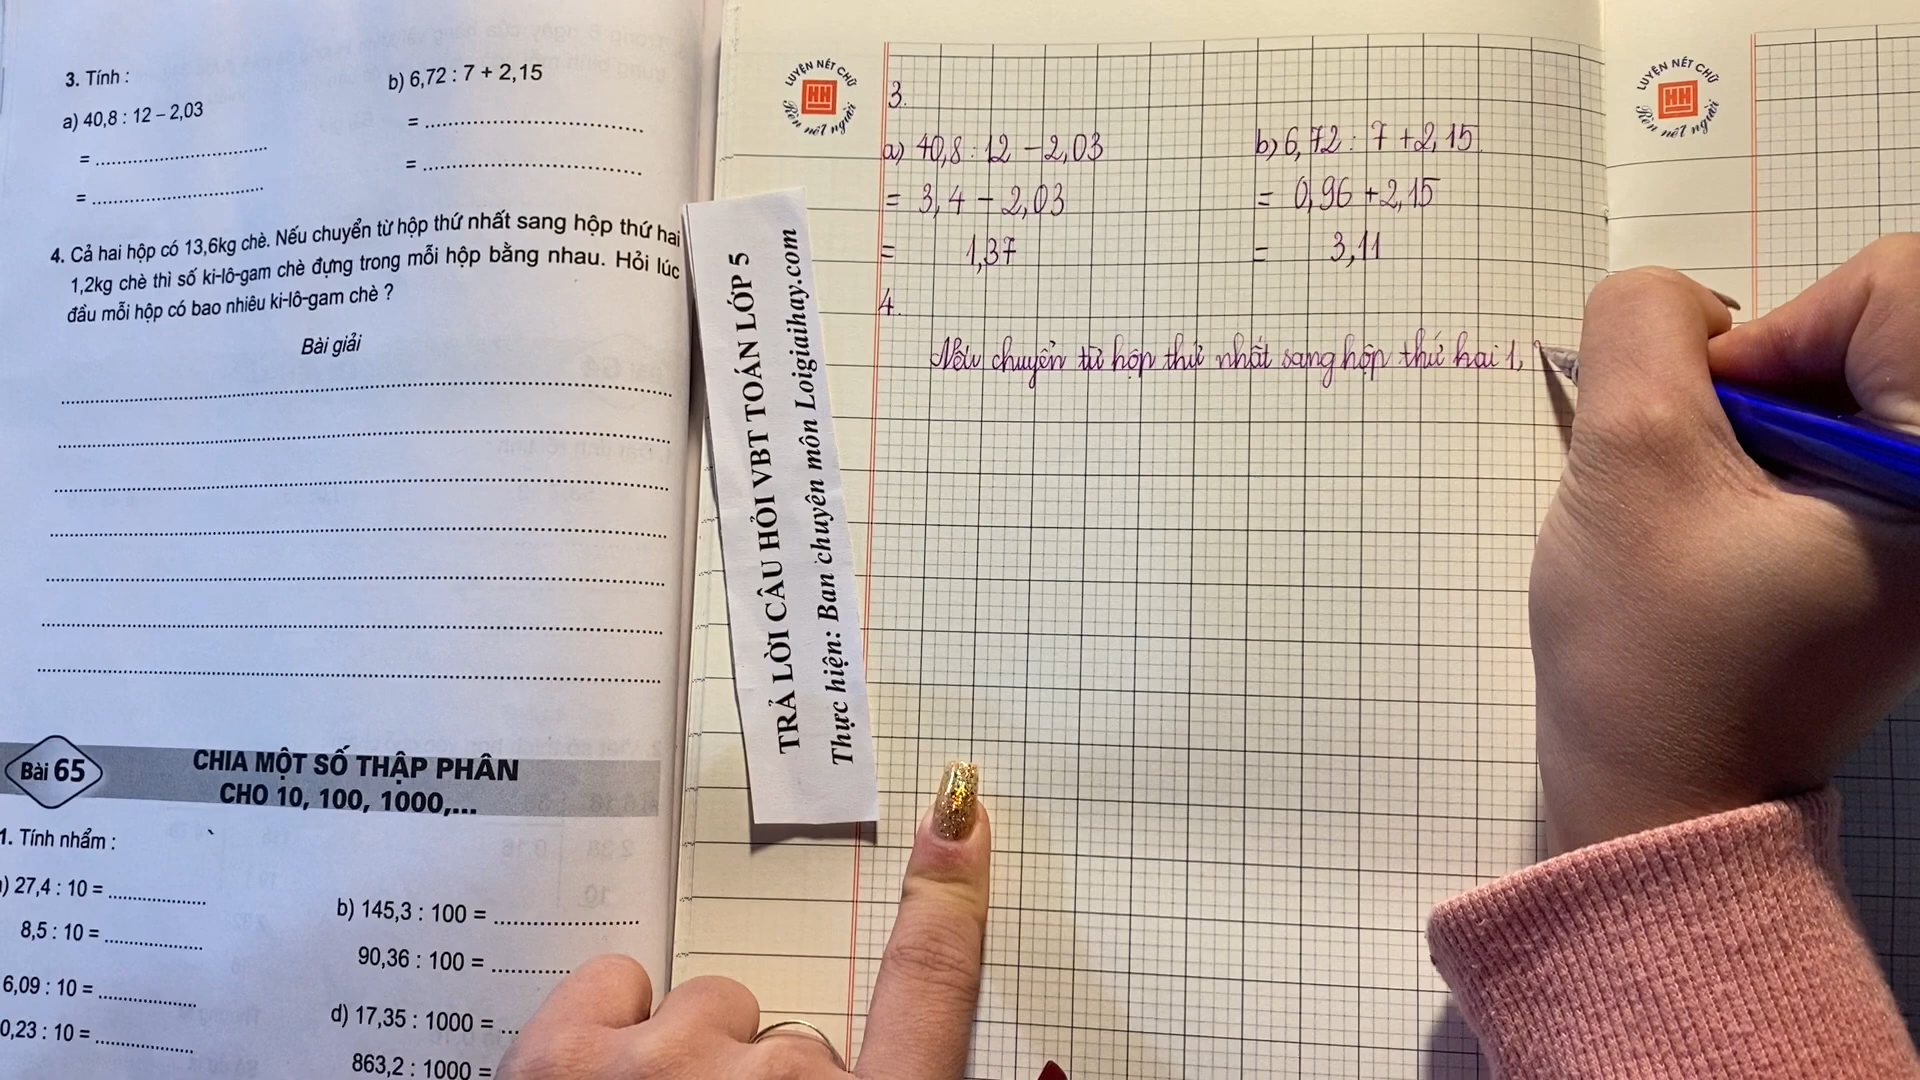 3. Tính :
a) 40,8 : 12 – 2,03
= ....................
= ....................
b) 6,72 : 7 + 2,15
= ....................
= ....................
4. Cả hai hộp có 13,6kg chè. Nếu chuyển từ hộp thứ nhất sang hộp thứ hai
1,2kg chè thì số ki-lô-gam chè đựng trong mỗi hộp bằng nhau. Hỏi lúc
đầu mỗi hộp có bao nhiêu ki-lô-gam chè ?
Bài giải
Bài 65
CHIA MỘT SỐ THẬP PHÂN
CHO 10, 100, 1000,...
1. Tính nhẩm :
) 27,4 : 10 = ............
8,5 : 10 = ............
6,09 : 10 = ............
0,23 : 10 = ............
b) 145,3 : 100 = ............
90,36 : 100 = ............
d) 17,35 : 1000 = ...
863,2 : 1000 =
TRẢ LỜI CÂU HỎI VBT TOÁN LỚP 5
Thực hiện: Ban chuyên môn Loigiaihay.com
LUYỆN NÉT CHỮ
HH
Rèn nét người
3.
a) 40,8 : 12 – 2,03
= 3,4 – 2,03
= 1,37
b) 6,72 : 7 + 2,15
= 0,96 + 2,15
= 3,11
4.
Nếu chuyển từ hộp thứ nhất sang hộp thứ hai 1,
LUYỆN NÉT CHỮ
HH
Rèn nét người